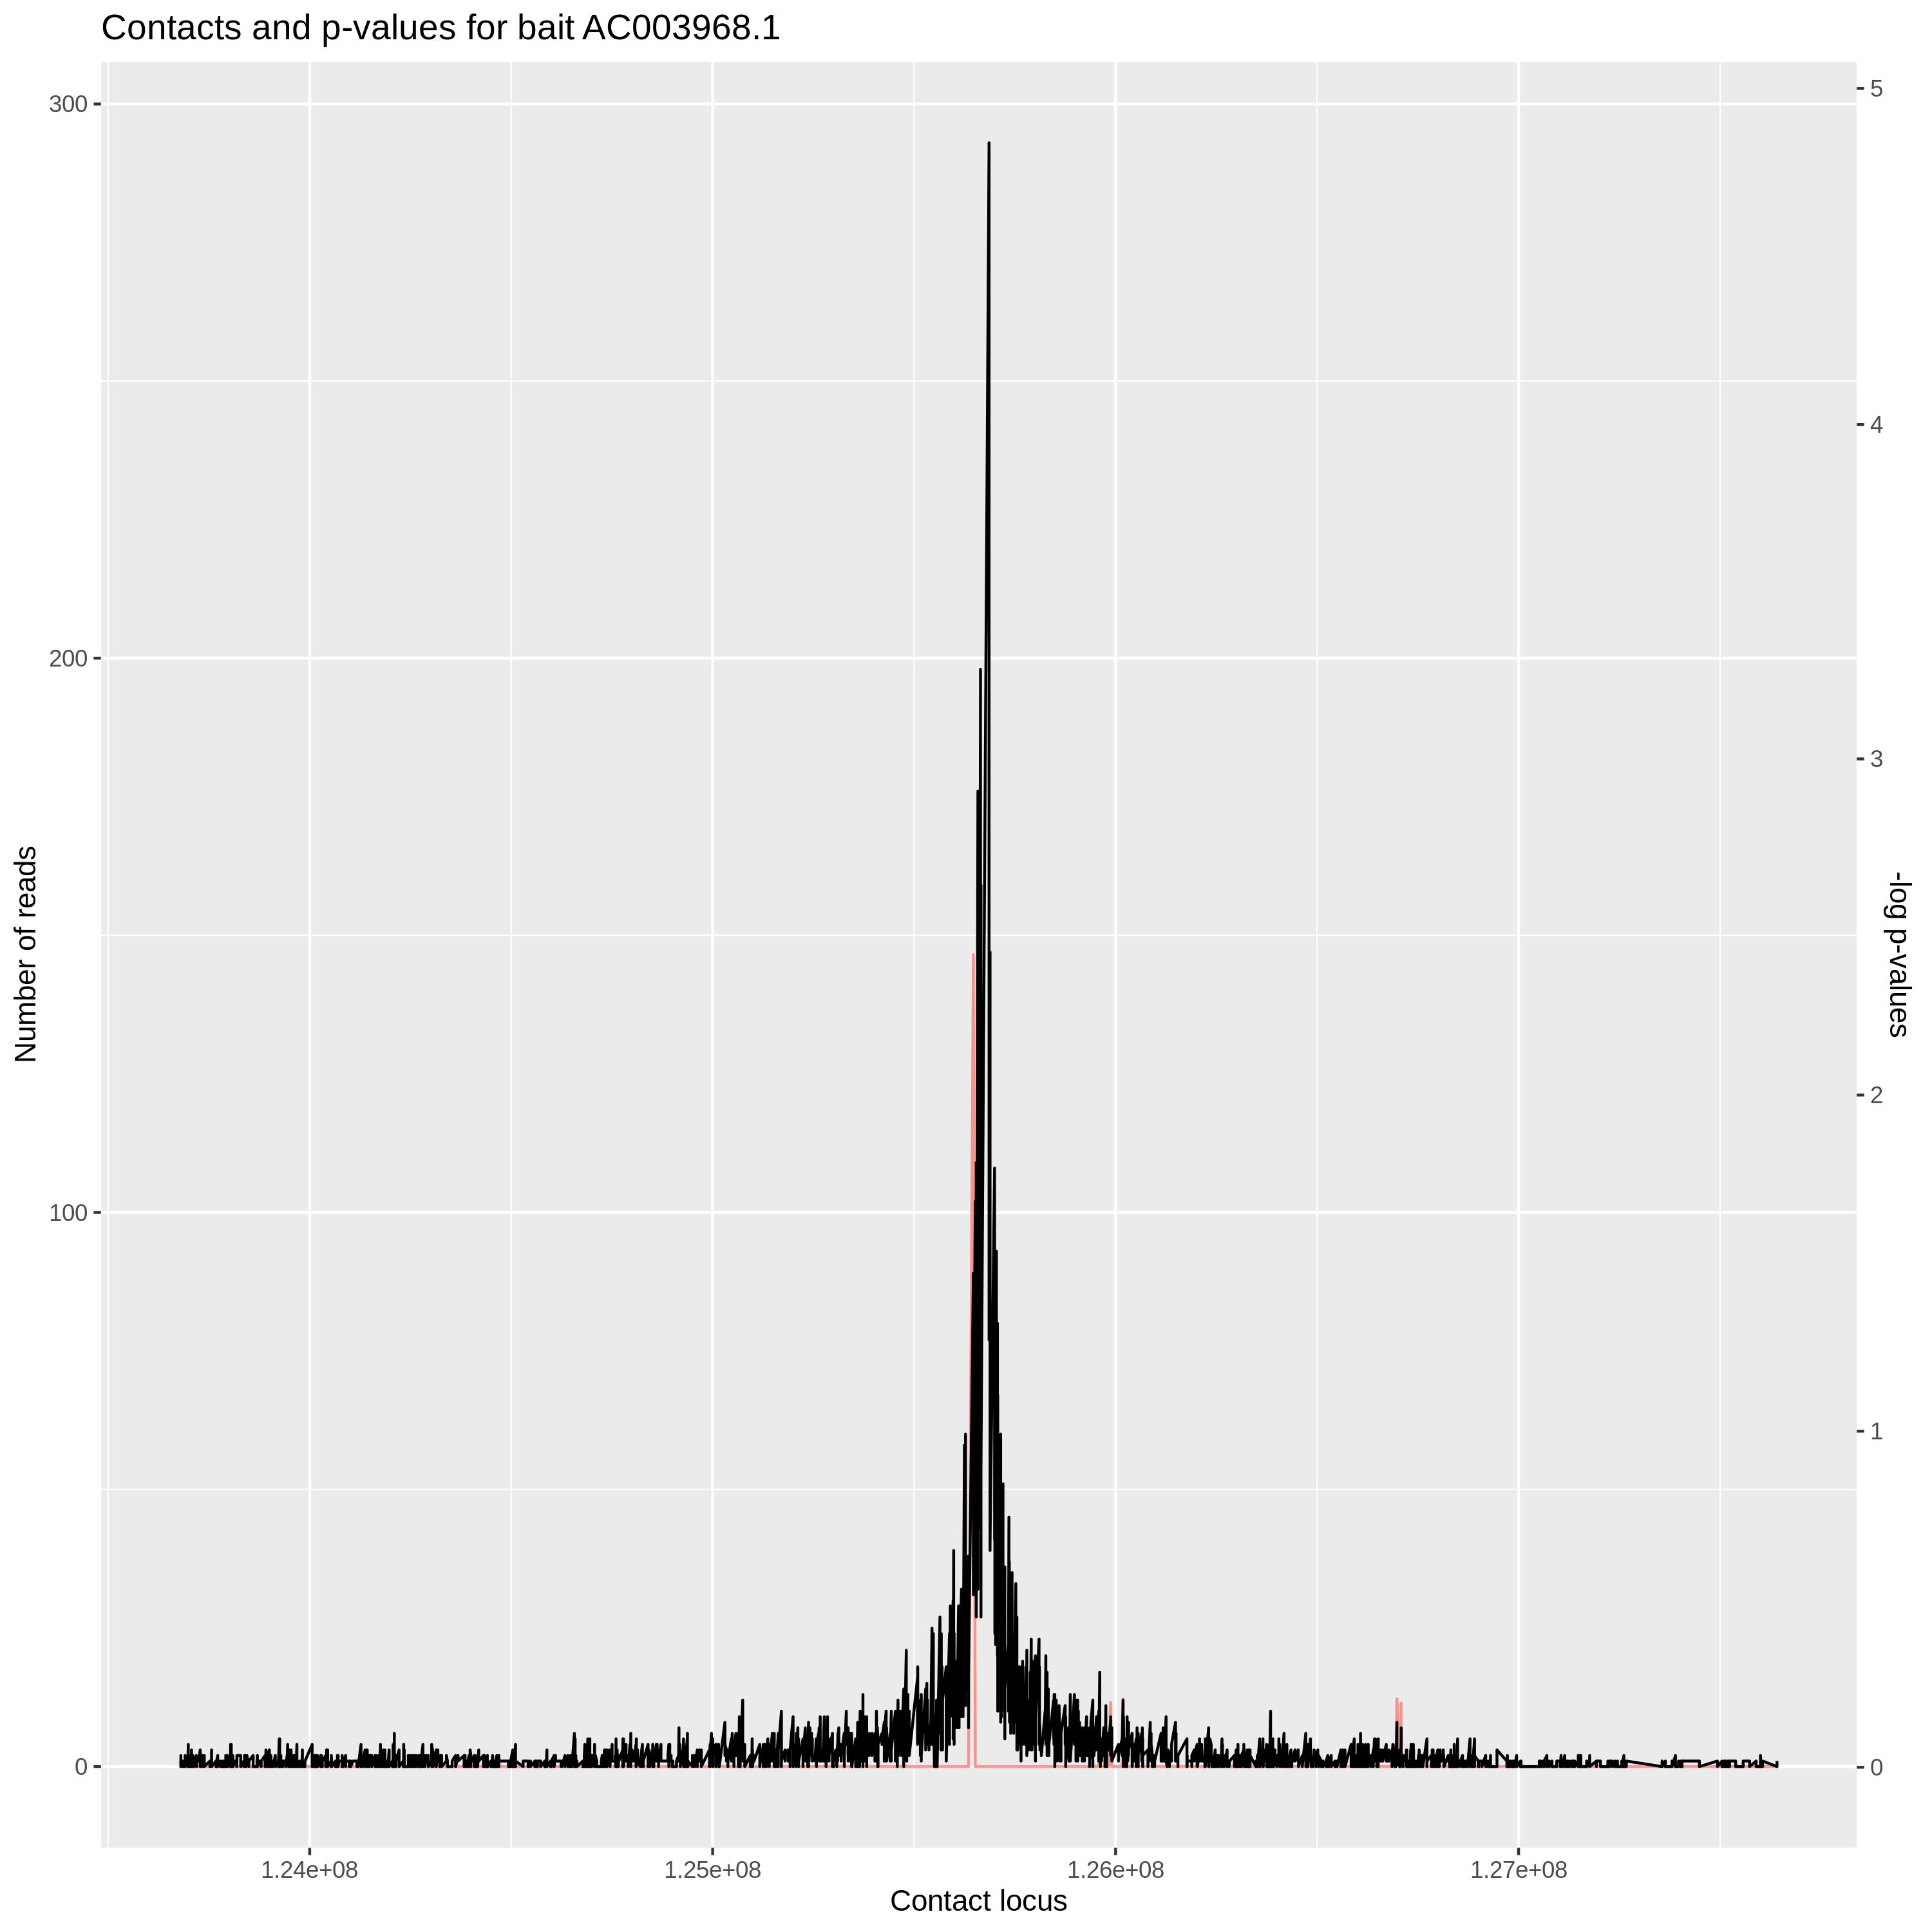 Contacts and p-values for bait AC003968.1
300
200
100
0
Number of reads
5
4
3
2
1
0
-log p-values
1.24e+08
1.25e+08
1.26e+08
1.27e+08
Contact locus